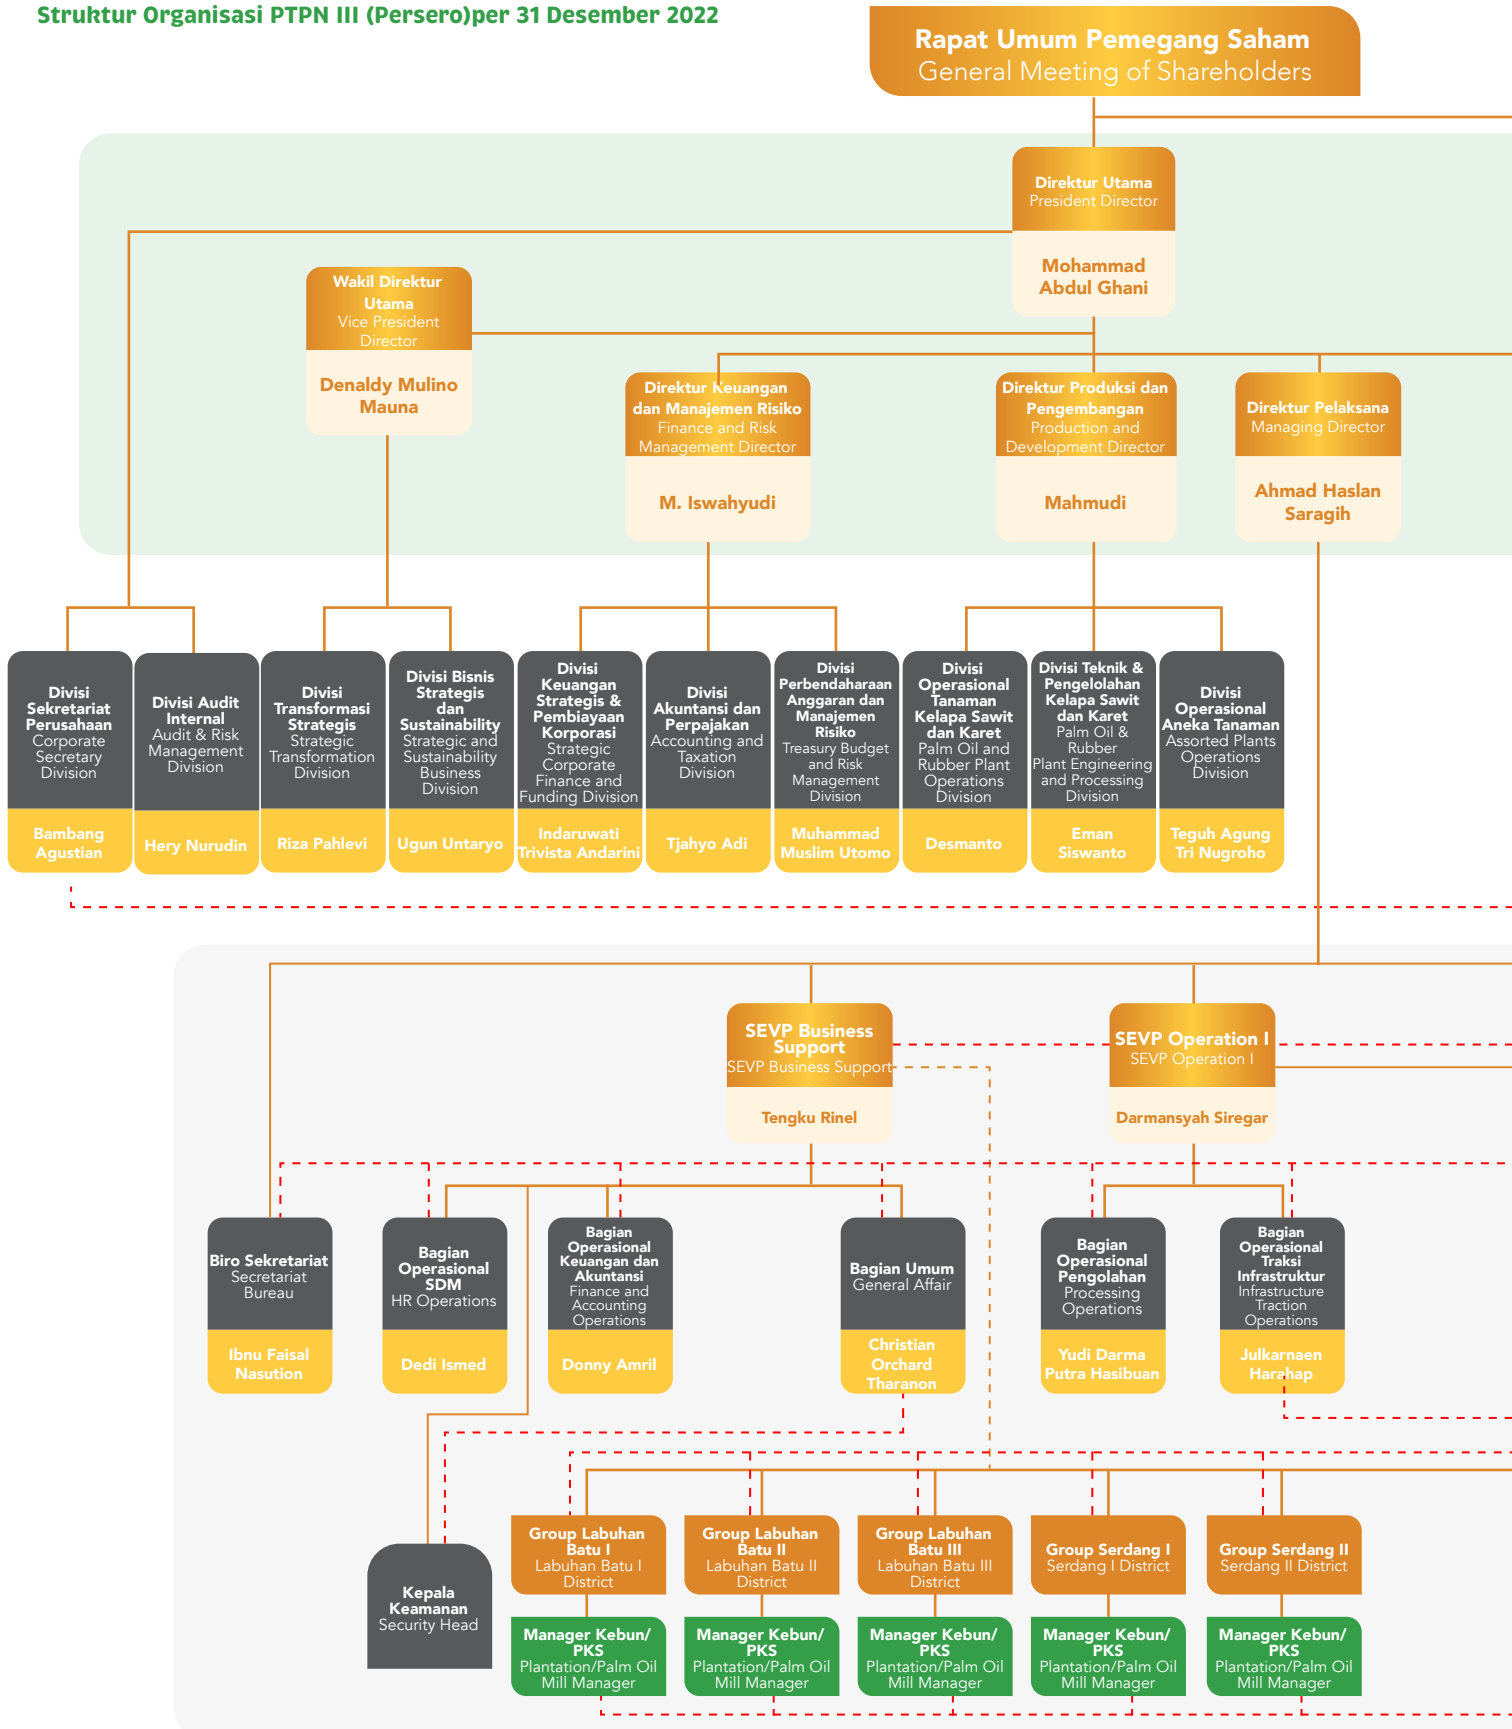 Struktur Organisasi PTPN III (Persero)per 31 Desember 2022
Rapat Umum Pemegang Saham
General Meeting of Shareholders
Direktur Utama
President Director
Mohammad
Abdul Ghani
Wakil Direktur
Utama
Vice President
Director
Denaldy Mulino
Mauna
Direktur Keuangan
dan Manajemen Risiko
Finance and Risk
Management Director
M. Iswahyudi
Direktur Produksi dan
Pengembangan
Production and
Development Director
Mahmudi
Direktur Pelaksana
Managing Director
Ahmad Haslan
Saragih
Divisi
Sekretariat
Perusahaan
Corporate
Secretary
Division
Bambang
Agustian
Divisi Audit
Internal
Audit & Risk
Management
Division
Hery Nurudin
Divisi
Transformasi
Strategis
Strategic
Transformation
Division
Riza Pahlevi
Divisi Bisnis
Strategis
dan
Sustainability
Strategic and
Sustainability
Business
Division
Ugun Untaryo
Divisi
Keuangan
Strategis &
Pembiayaan
Korporasi
Strategic
Corporate
Finance and
Funding Division
Indaruwati
Trivista Andarini
Divisi
Akuntansi dan
Perpajakan
Accounting and
Taxation
Division
Tjahyo Adi
Divisi
Perbendaharaan
Anggaran dan
Manajemen
Risiko
Treasury Budget
and Risk
Management
Division
Muhammad
Muslim Utomo
Divisi
Operasional
Tanaman
Kelapa Sawit
dan Karet
Palm Oil and
Rubber Plant
Operations
Division
Desmanto
Divisi Teknik &
Pengelolahan
Kelapa Sawit
dan Karet
Palm Oil &
Rubber
Plant Engineering
and Processing
Division
Eman
Siswanto
Divisi
Operasional
Aneka Tanaman
Assorted Plants
Operations
Division
Teguh Agung
Tri Nugroho
SEVP Business
Support
SEVP Business Support
Tengku Rinel
SEVP Operation I
SEVP Operation I
Darmansyah Siregar
Biro Sekretariat
Secretariat
Bureau
Ibnu Faisal
Nasution
Bagian
Operasional
SDM
HR Operations
Dedi Ismed
Bagian
Operasional
Keuangan dan
Akuntansi
Finance and
Accounting
Operations
Donny Amril
Bagian Umum
General Affair
Christian
Orchard
Tharanon
Bagian
Operasional
Pengolahan
Processing
Operations
Yudi Darma
Putra Hasibuan
Bagian
Operasional
Traksi
Infrastruktur
Infrastructure
Traction
Operations
Julkarnaen
Harahap
Kepala
Keamanan
Security Head
Group Labuhan
Batu I
Labuhan Batu I
District
Group Labuhan
Batu II
Labuhan Batu II
District
Group Labuhan
Batu III
Labuhan Batu III
District
Group Serdang I
Serdang I District
Group Serdang II
Serdang II District
Manager Kebun/
PKS
Plantation/Palm Oil
Mill Manager
Manager Kebun/
PKS
Plantation/Palm Oil
Mill Manager
Manager Kebun/
PKS
Plantation/Palm Oil
Mill Manager
Manager Kebun/
PKS
Plantation/Palm Oil
Mill Manager
Manager Kebun/
PKS
Plantation/Palm Oil
Mill Manager